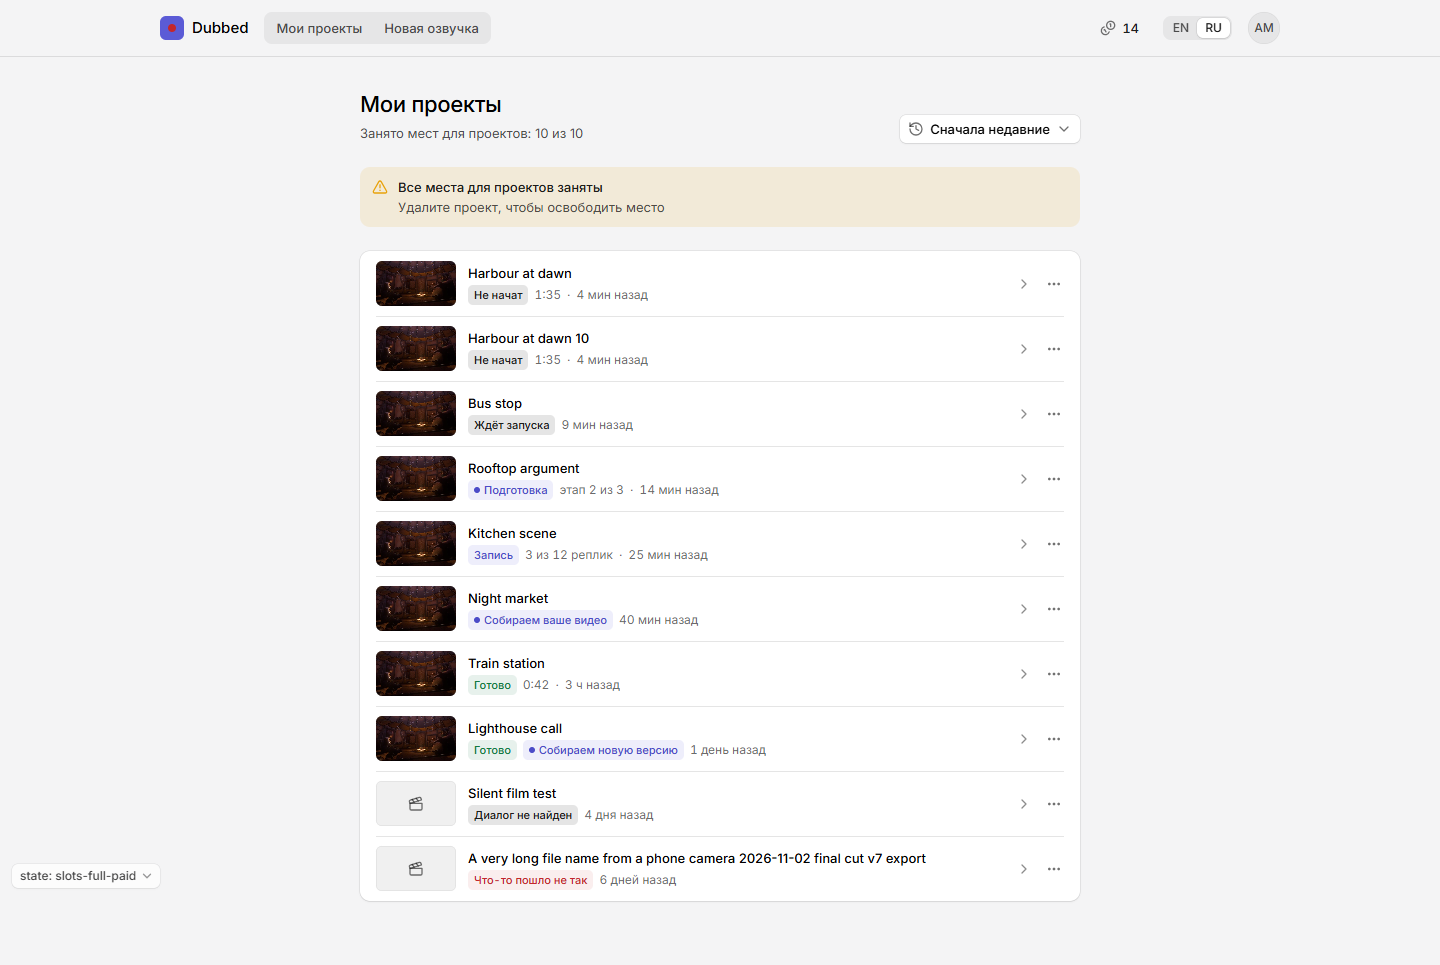 Dubbed
Мои проекты
Новая озвучка
14
EN
RU
AM
Мои проекты
Занято мест для проектов: 10 из 10
Сначала недавние
Все места для проектов заняты
Удалите проект, чтобы освободить место
Harbour at dawn
Не начат 1:35 · 4 мин назад
Harbour at dawn 10
Не начат 1:35 · 4 мин назад
Bus stop
Ждёт запуска 9 мин назад
Rooftop argument
Подготовка этап 2 из 3 · 14 мин назад
Kitchen scene
Запись 3 из 12 реплик · 25 мин назад
Night market
Собираем ваше видео 40 мин назад
Train station
Готово 0:42 · 3 ч назад
Lighthouse call
Готово Собираем новую версию 1 день назад
Silent film test
Диалог не найден 4 дня назад
A very long file name from a phone camera 2026-11-02 final cut v7 export
Что-то пошло не так 6 дней назад
state: slots-full-paid